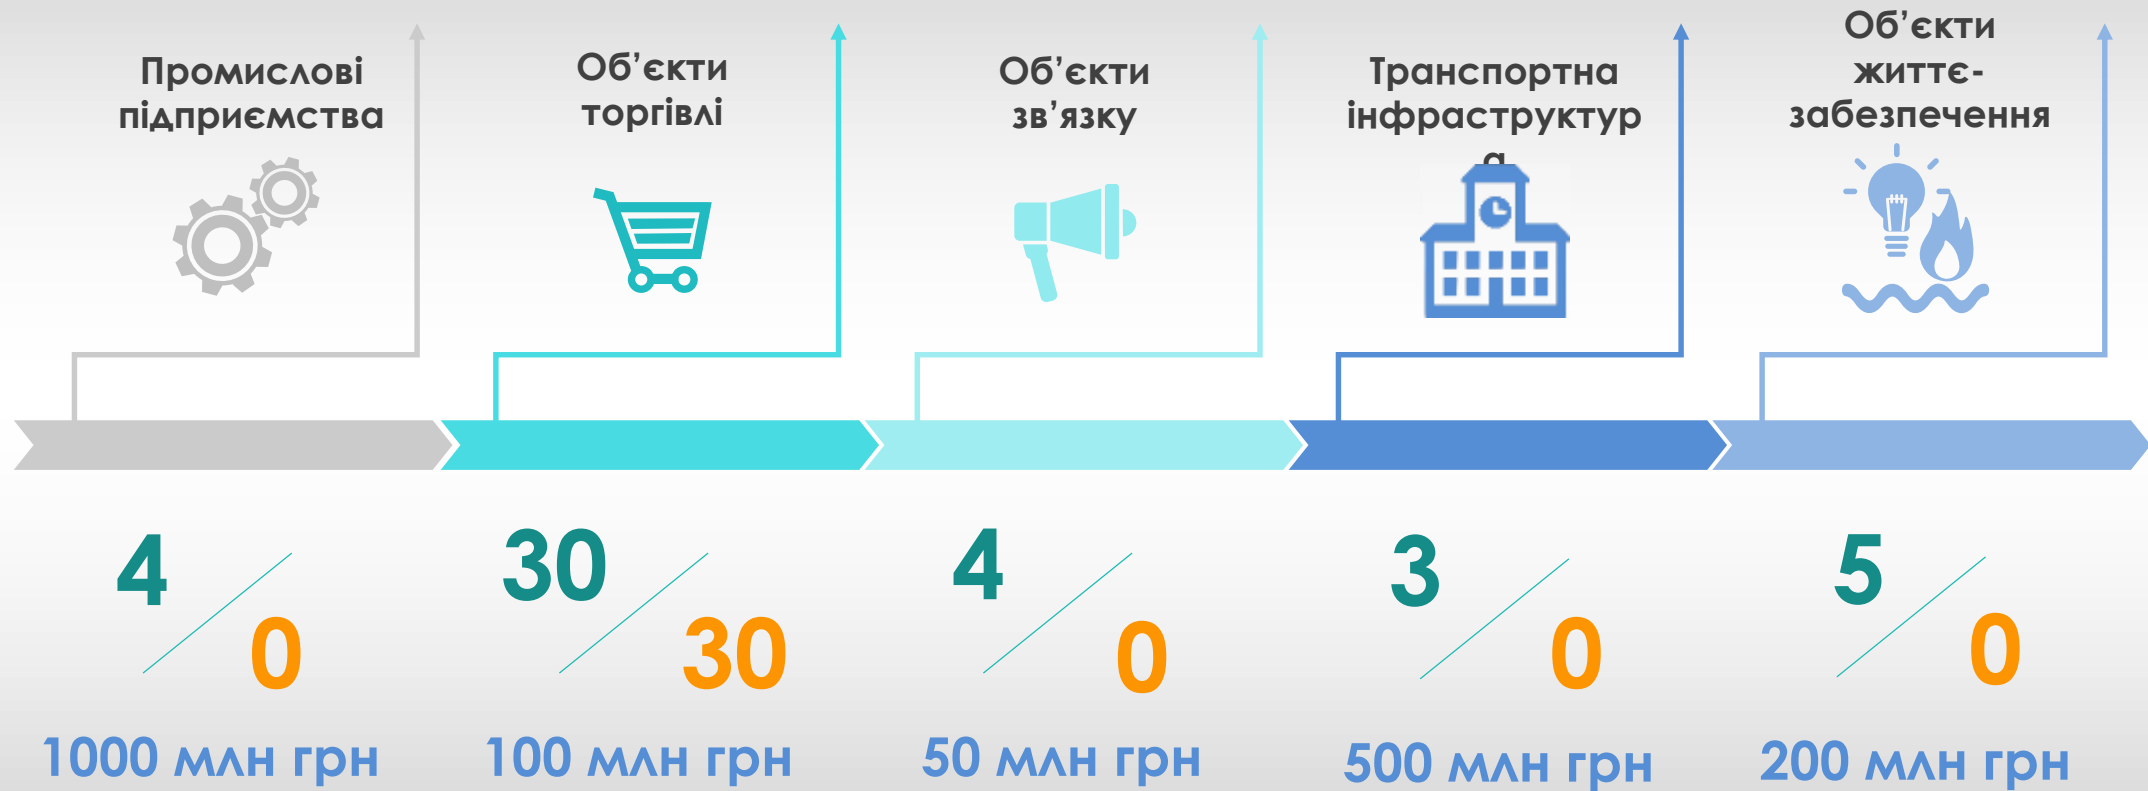 Промислові
підприємства
Об’єкти
торгівлі
Об’єкти
зв’язку
Транспортна
інфраструктур
а
Об’єкти
життє-
забезпечення
4
0
30
30
4
0
3
0
5
0
1000 млн грн
100 млн грн
50 млн грн
500 млн грн
200 млн грн